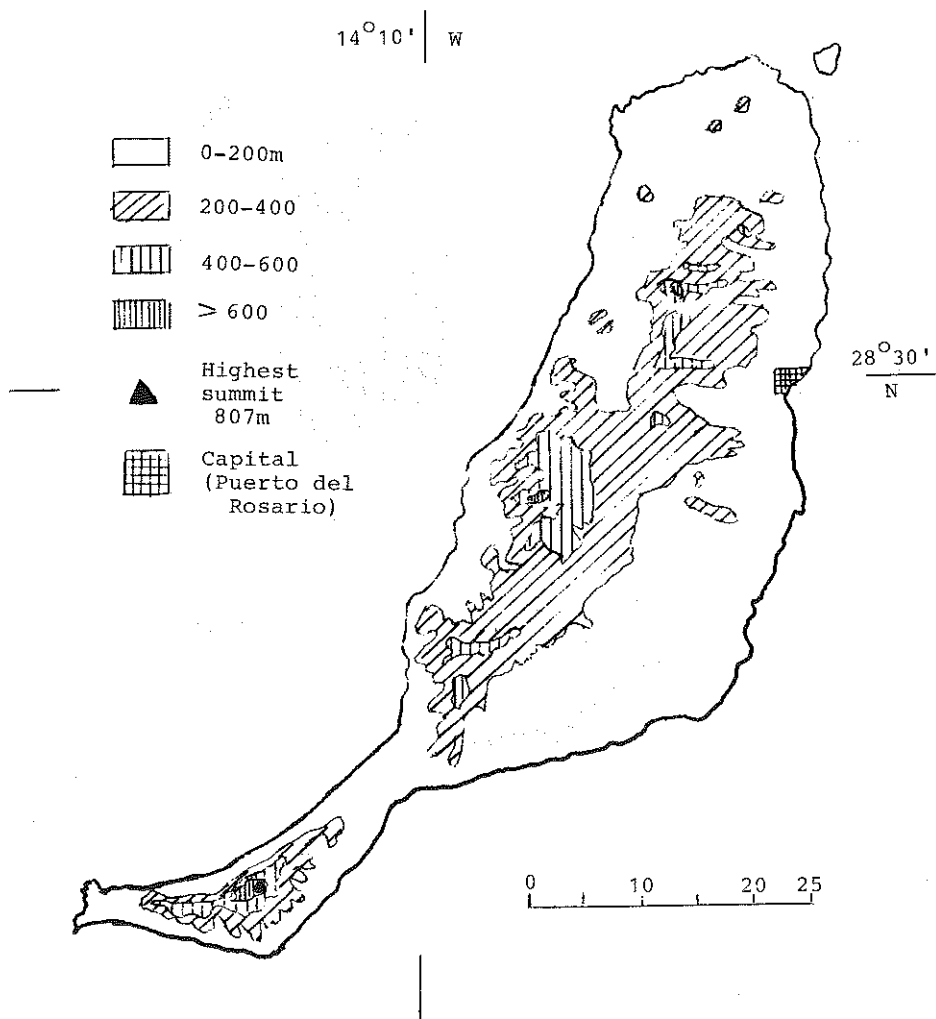 14°10' W
0-200m
200-400
400-600
> 600
Highest
summit
807m
Capital
(Puerto del
Rosario)
28°30'
N
0 10 20 25